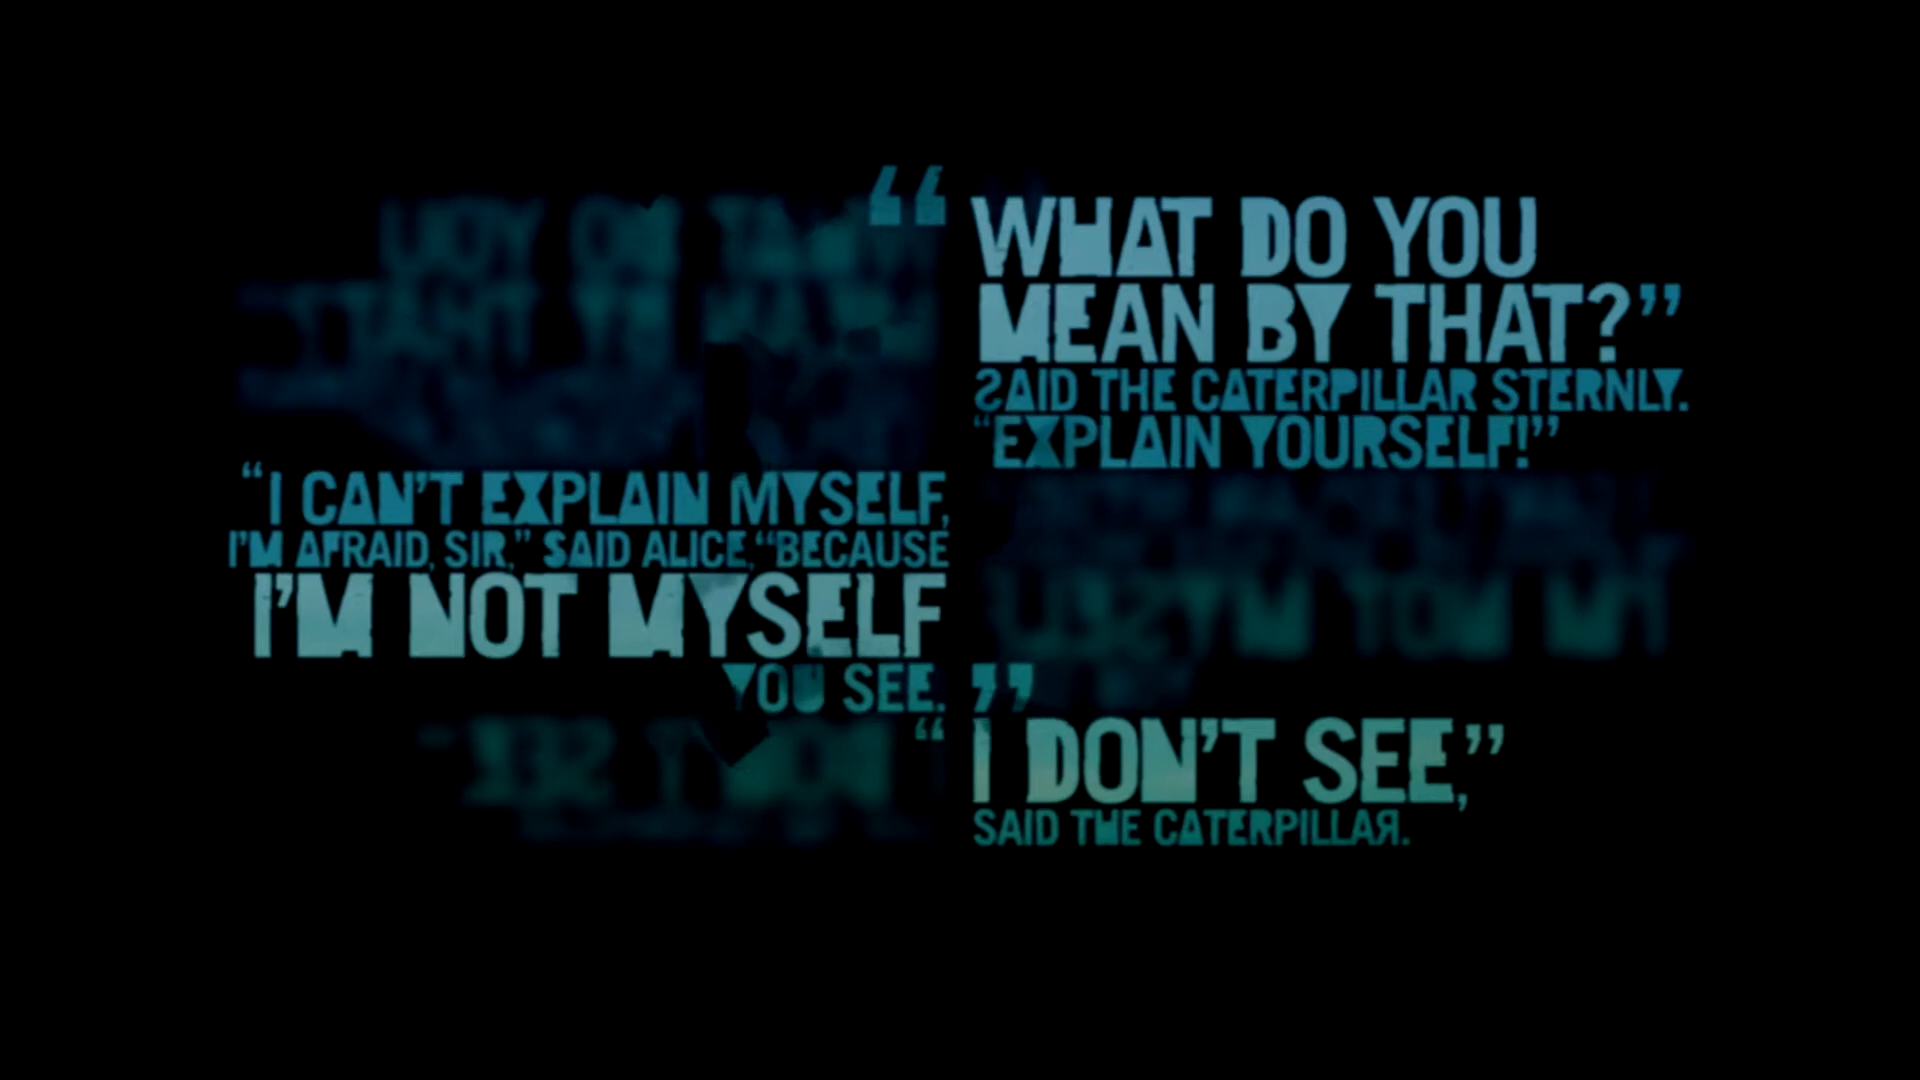 “WHAT DO YOU
MEAN BY THAT?”
SAID THE CATERPILLAR STERNLY.
“EXPLAIN YOURSELF!”
“I CAN’T EXPLAIN MYSELF,
I’M AFRAID, SIR,” SAID ALICE, “BECAUSE
I’M NOT MYSELF
YOU SEE.”
“I DON’T SEE,”
SAID THE CATERPILLAR.